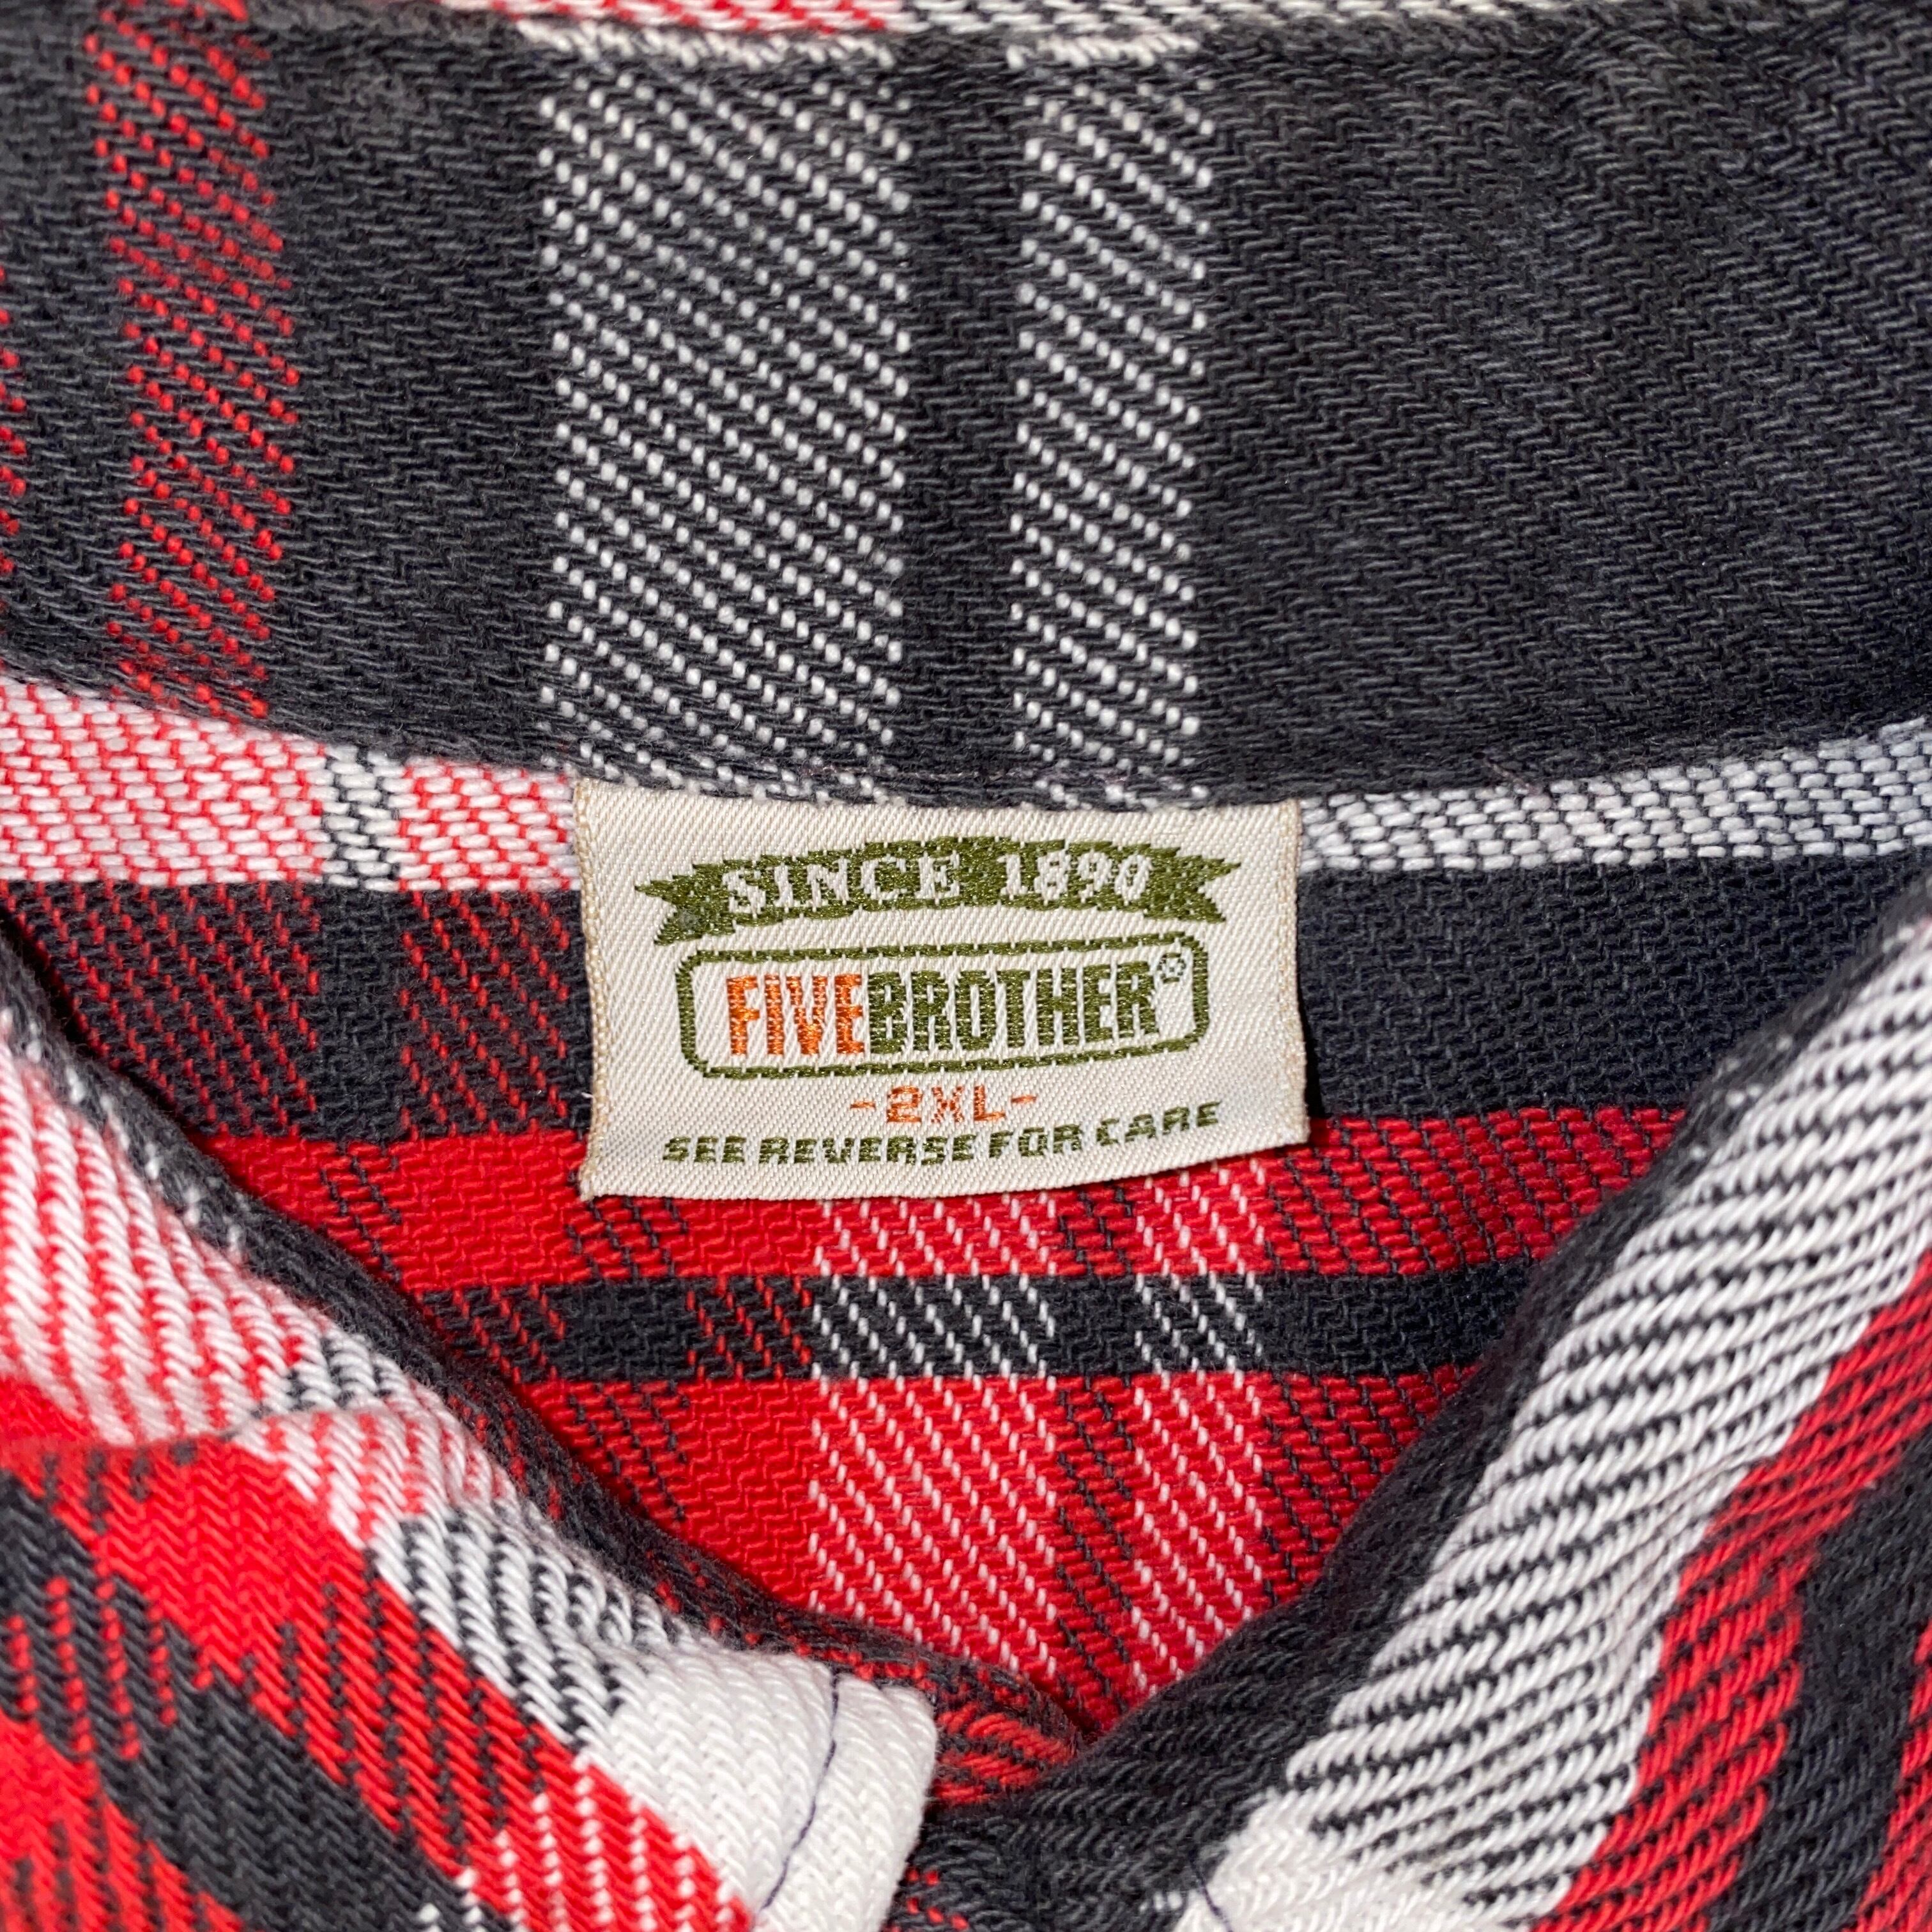 SINCE 1890
FIVEBROTHER®
-2XL-
SEE REVERSE FOR CARE